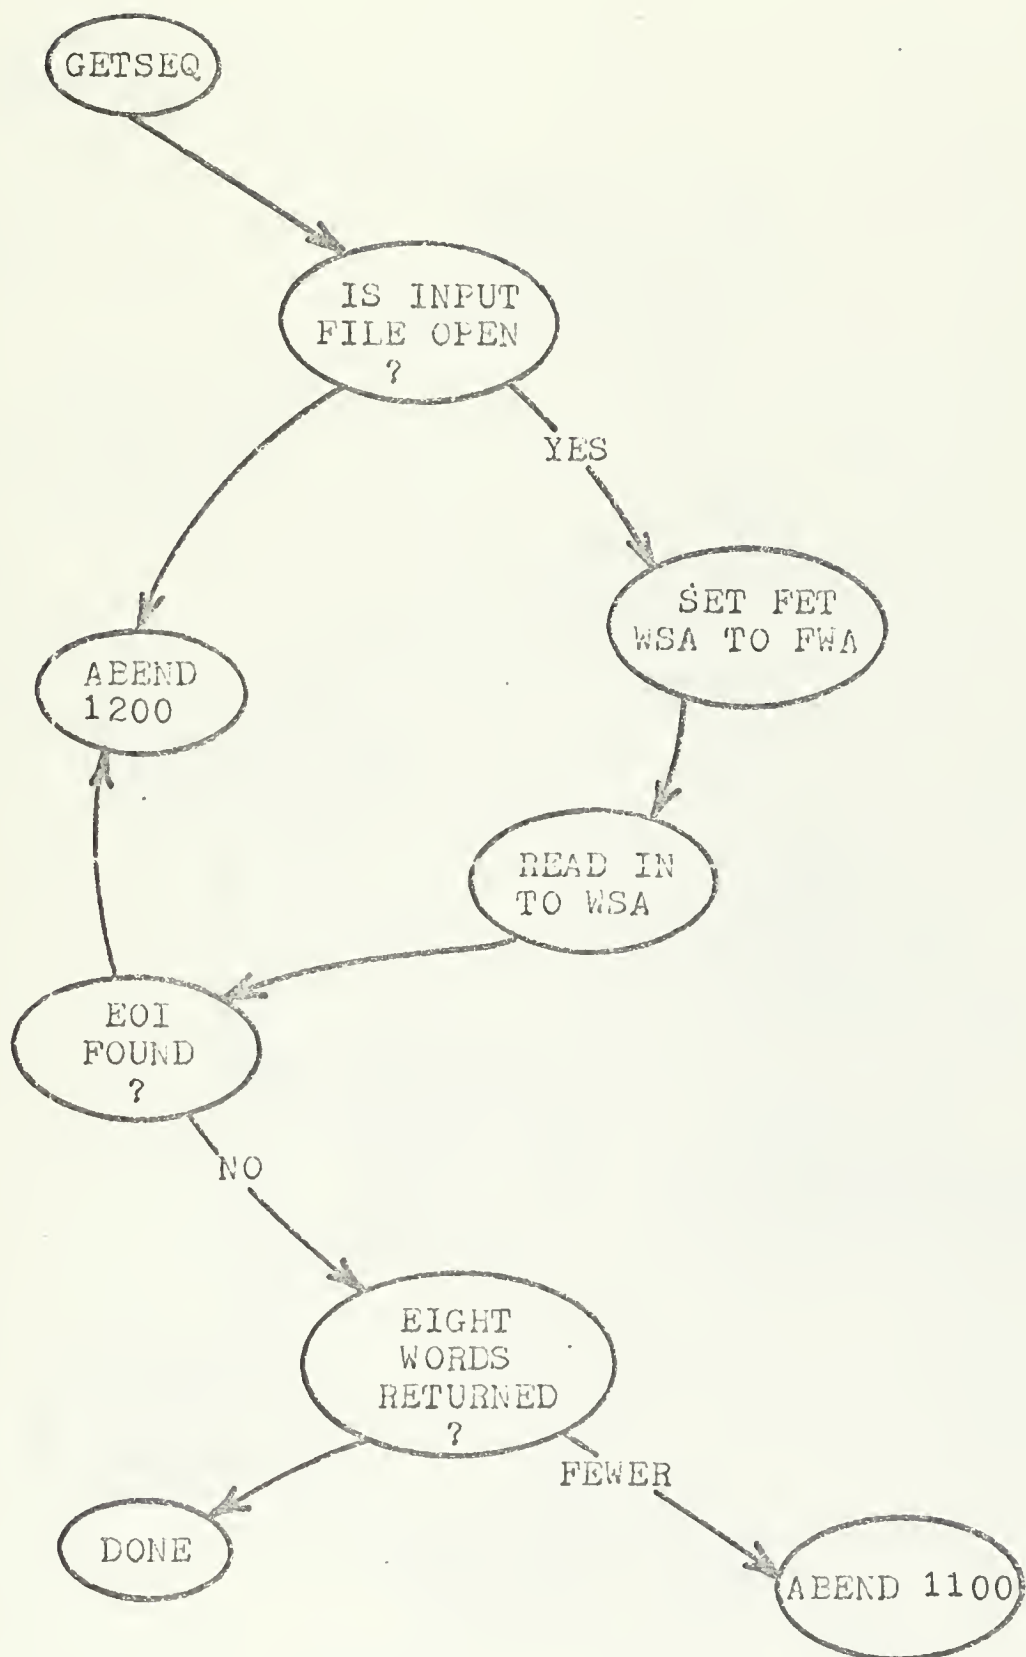 GETSEQ
IS INPUT
FILE OPEN
?
YES
SET FET
WSA TO FWA
ABEND
1200
READ IN
TO WSA
EOI
FOUND
?
NO
EIGHT
WORDS
RETURNED
?
FEWER
DONE
ABEND 1100